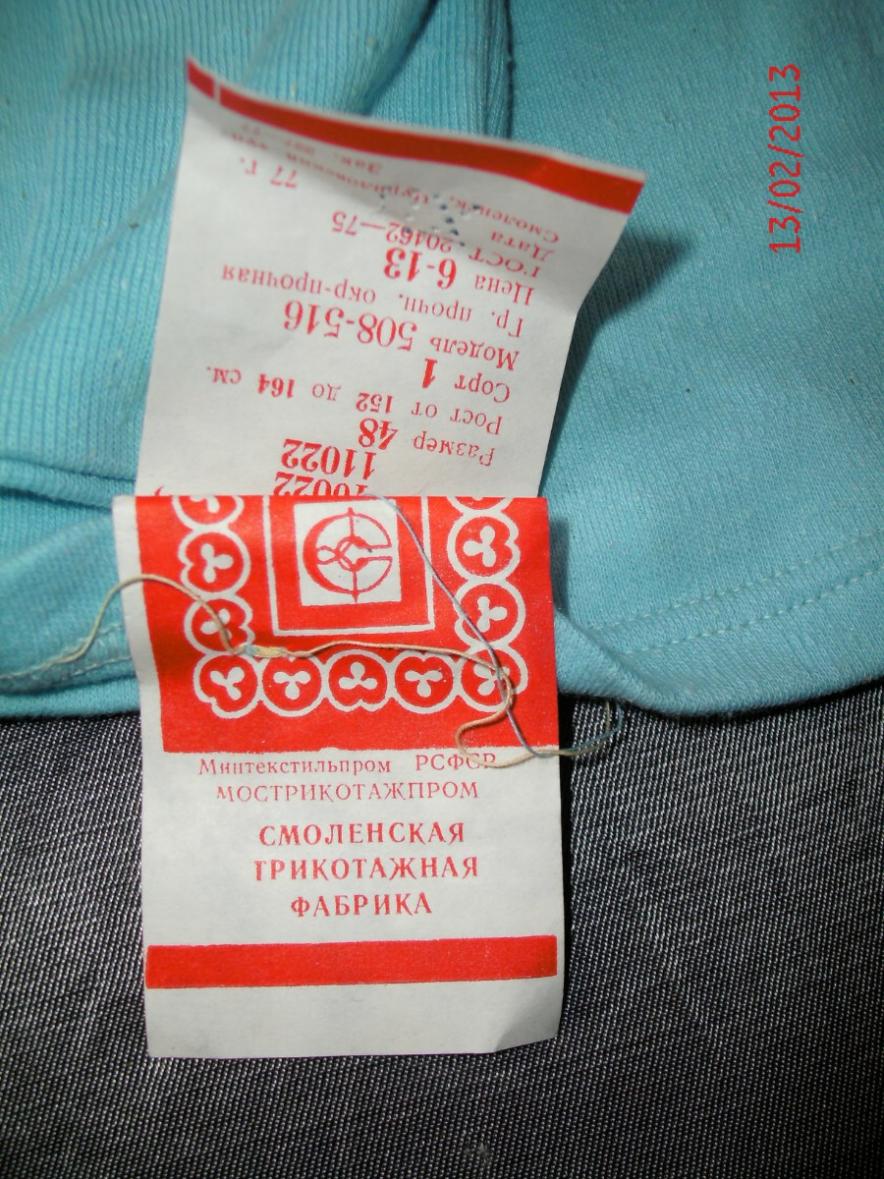 Минтекстильпром РСФСР
МОСТРИКОТАЖПРОМ
СМОЛЕНСКАЯ
ТРИКОТАЖНАЯ
ФАБРИКА
10022
11022
Размер 48
Рост от 152 до 164 см.
Сорт 1
Модель 508-516
Гр. прочн. окр-прочная
Цена 6-13
ГОСТ 20462—75
Дата
77 г.
13/02/2013